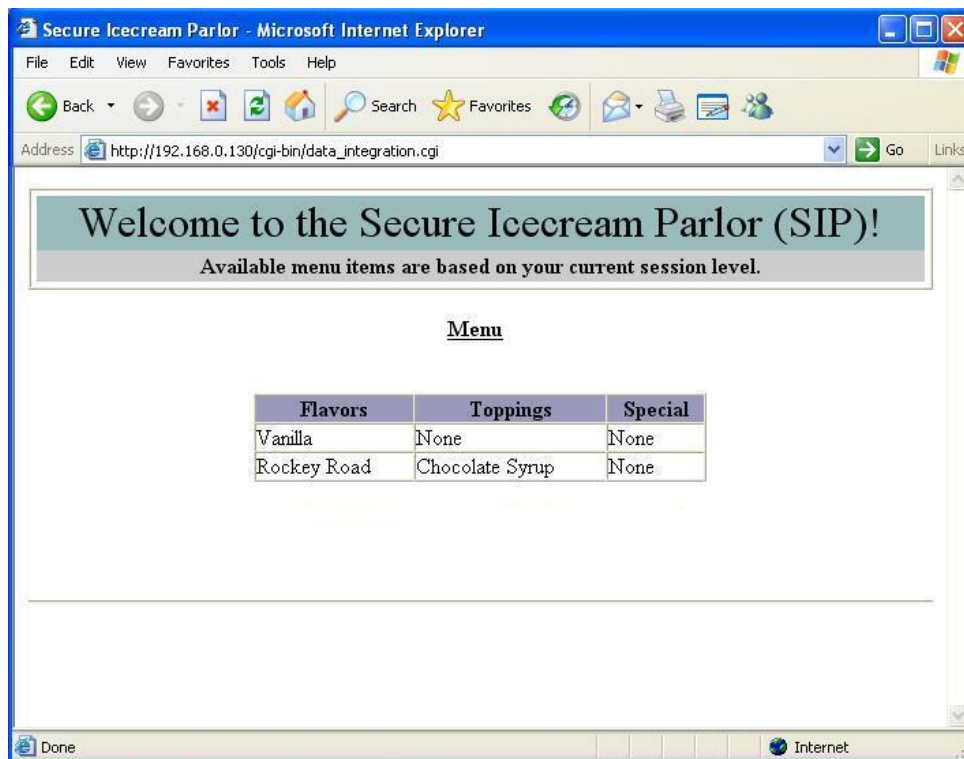 Secure Icecream Parlor - Microsoft Internet Explorer
File Edit View Favorites Tools Help
Back Search Favorites
Address http://192.168.0.130/cgi-bin/data_integration.cgi Go Links
Welcome to the Secure Icecream Parlor (SIP)!
Available menu items are based on your current session level.
Menu
Flavors Toppings Special
Vanilla None None
Rockey Road Chocolate Syrup None
Done Internet